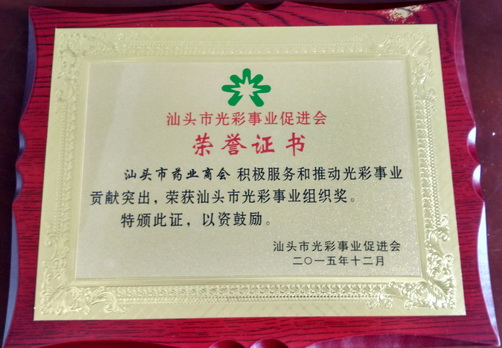 汕头市光彩事业促进会
荣誉证书
汕头市药业商会 积极服务和推动光彩事业
贡献突出，荣获汕头市光彩事业组织奖。
特颁此证，以资鼓励。
汕头市光彩事业促进会
二〇一五年十二月